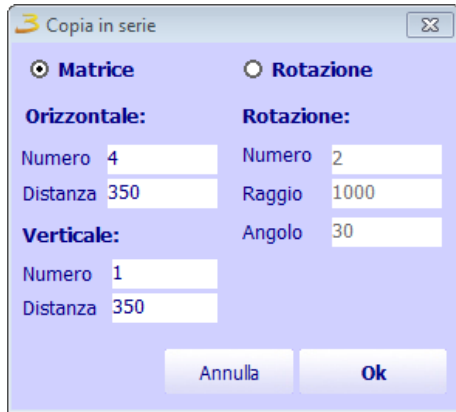 Copia in serie
Matrice
Rotazione
Orizzontale:
Numero 4
Distanza 350
Verticale:
Numero 1
Distanza 350
Rotazione:
Numero 2
Raggio 1000
Angolo 30
Annulla
Ok